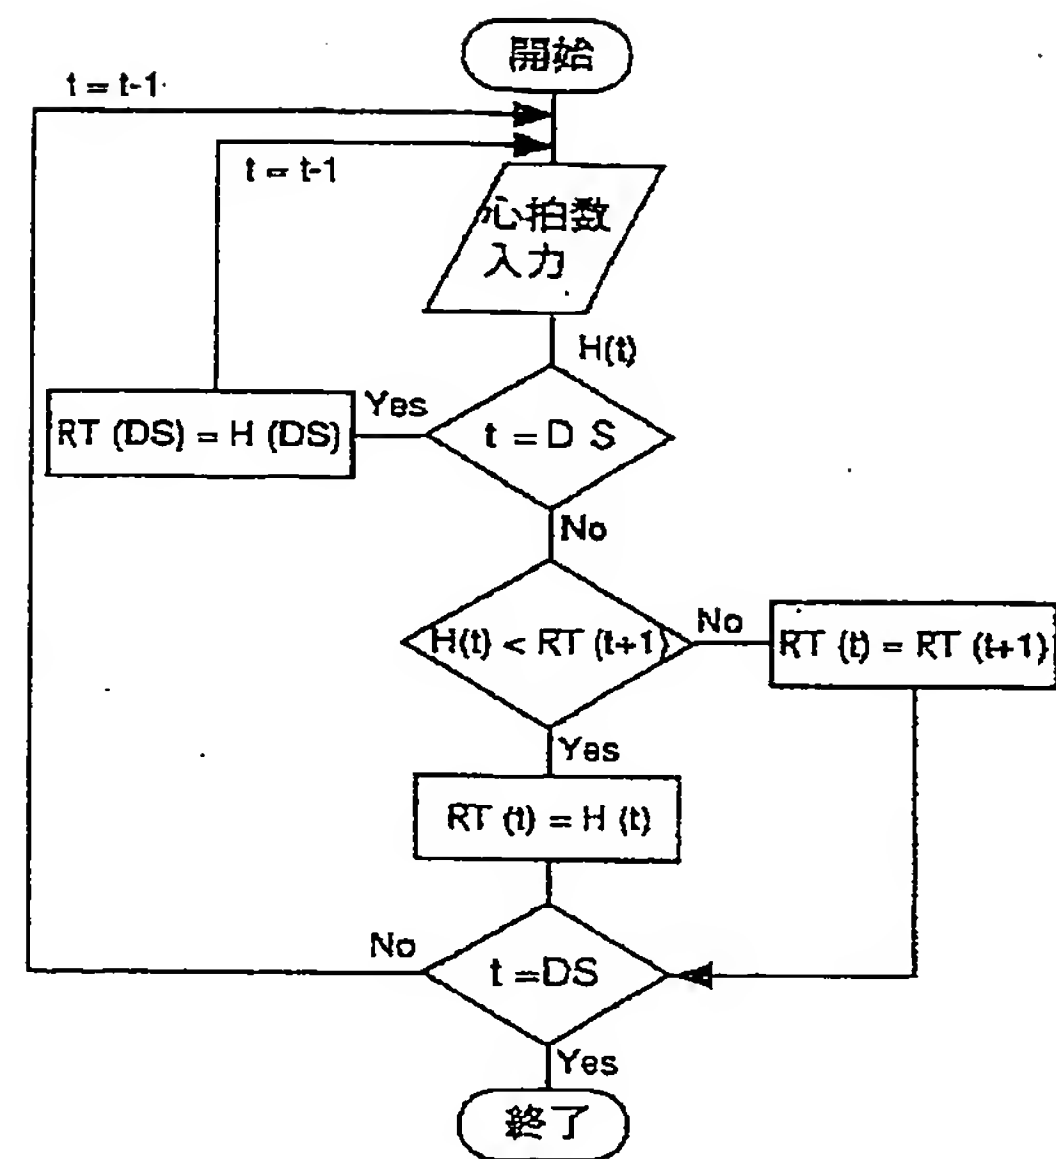 開始
t = t-1
t = t-1
心拍数
入力
H(t)
RT (DS) = H (DS)
Yes
t = D S
No
H(t) < RT (t+1)
No
RT (t) = RT (t+1)
Yes
RT (t) = H (t)
No
t =DS
Yes
終了